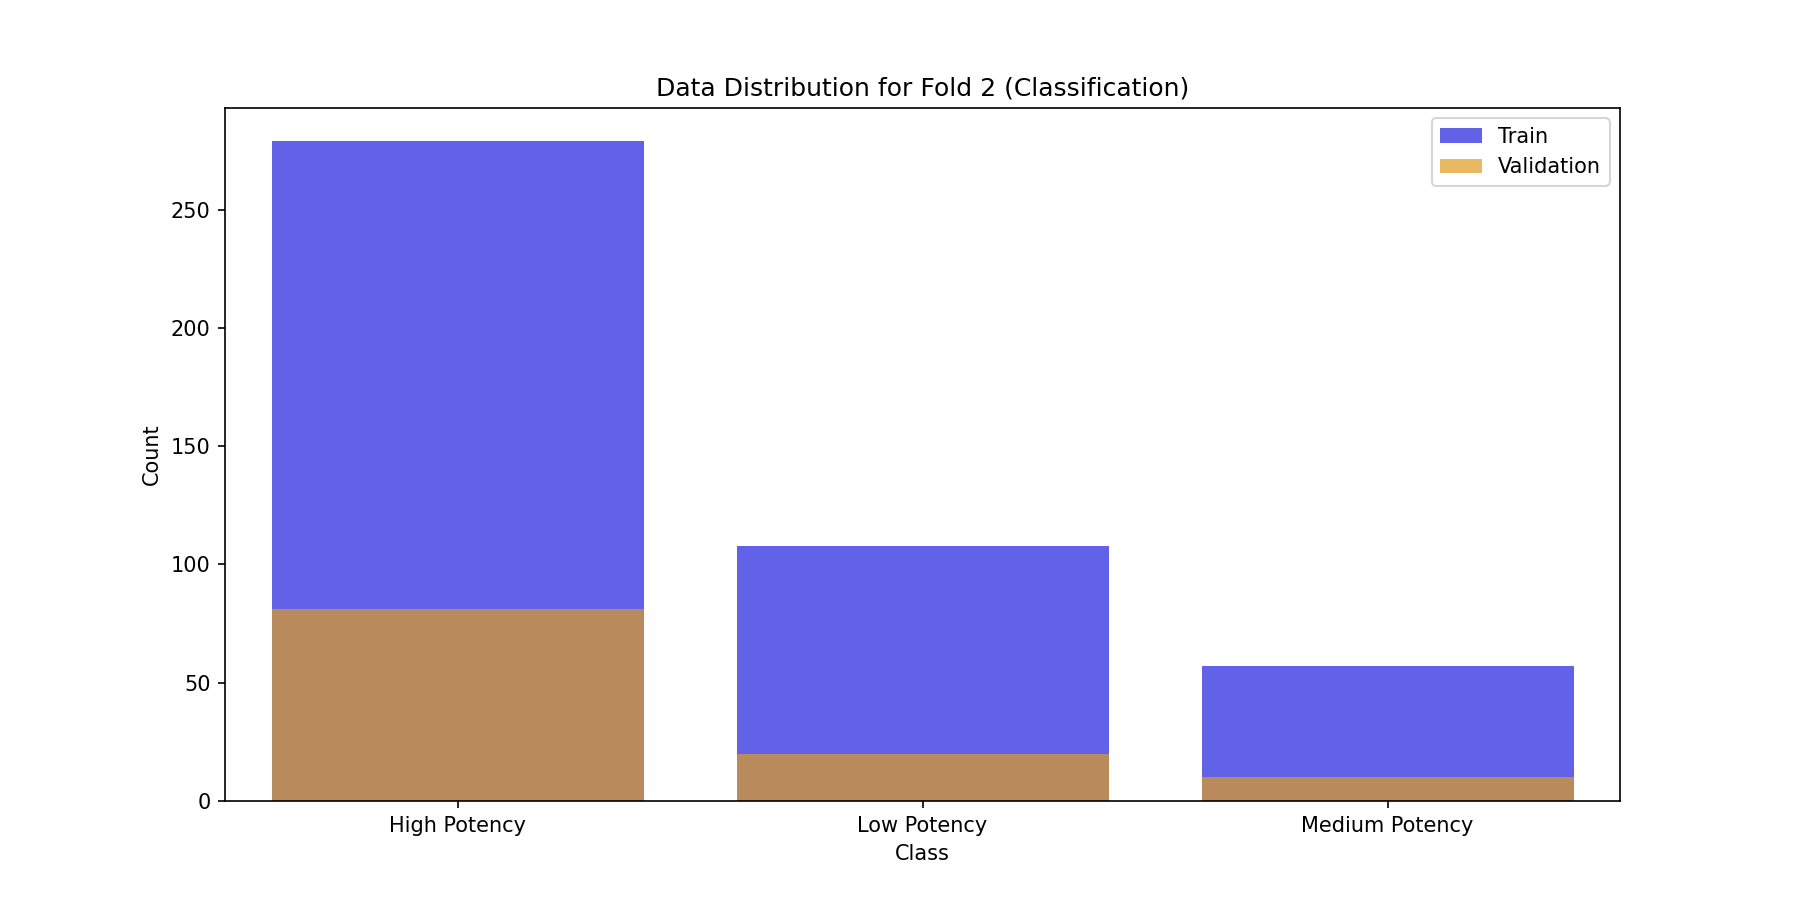 Data Distribution for Fold 2 (Classification)
Train
Validation
250
200
150
100
50
0
Count
High Potency
Low Potency
Medium Potency
Class